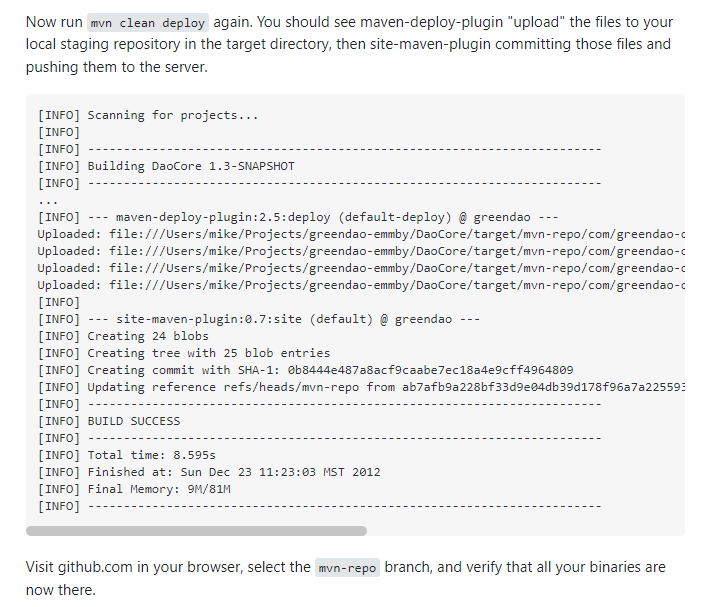 Now run mvn clean deploy again. You should see maven-deploy-plugin "upload" the files to your
local staging repository in the target directory, then site-maven-plugin committing those files and
pushing them to the server.
[INFO] Scanning for projects...
[INFO]
[INFO] ------------------------------------------------------------------
[INFO] Building DaoCore 1.3-SNAPSHOT
[INFO] ------------------------------------------------------------------
...
[INFO] --- maven-deploy-plugin:2.5:deploy (default-deploy) @ greendao ---
Uploaded: file:///Users/mike/Projects/greendao-emmby/DaoCore/target/mvn-repo/com/greendao-
Uploaded: file:///Users/mike/Projects/greendao-emmby/DaoCore/target/mvn-repo/com/greendao-
Uploaded: file:///Users/mike/Projects/greendao-emmby/DaoCore/target/mvn-repo/com/greendao-
Uploaded: file:///Users/mike/Projects/greendao-emmby/DaoCore/target/mvn-repo/com/greendao-
[INFO]
[INFO] --- site-maven-plugin:0.7:site (default) @ greendao ---
[INFO] Creating 24 blobs
[INFO] Creating tree with 25 blob entries
[INFO] Creating commit with SHA-1: 0b8444e487a8acf9caabe7ec18a4e9cff4964809
[INFO] Updating reference refs/heads/mvn-repo from ab7afb9a228bf33d9e04db39d178f96a7a225593
[INFO] ------------------------------------------------------------------
[INFO] BUILD SUCCESS
[INFO] ------------------------------------------------------------------
[INFO] Total time: 8.595s
[INFO] Finished at: Sun Dec 23 11:23:03 MST 2012
[INFO] Final Memory: 9M/81M
[INFO] ------------------------------------------------------------------
Visit github.com in your browser, select the mvn-repo branch, and verify that all your binaries are
now there.